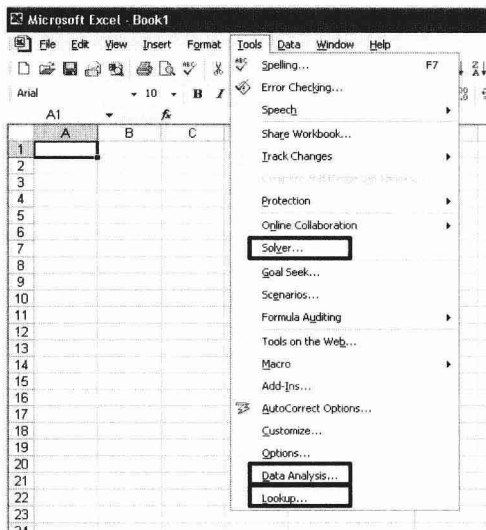 Microsoft Excel - Book1
File Edit View Insert Format Tools Data Window Help
Arial 10 B I
A1 fx
A B C
1
2
3
4
5
6
7
8
9
10
11
12
13
14
15
16
17
18
19
20
21
22
23
24
Spelling... F7
Error Checking...
Speech
Share Workbook...
Track Changes
Protection
Online Collaboration
Solver...
Goal Seek...
Scenarios...
Formula Auditing
Tools on the Web...
Macro
Add-Ins...
AutoCorrect Options...
Customize...
Options...
Data Analysis...
Lookup...